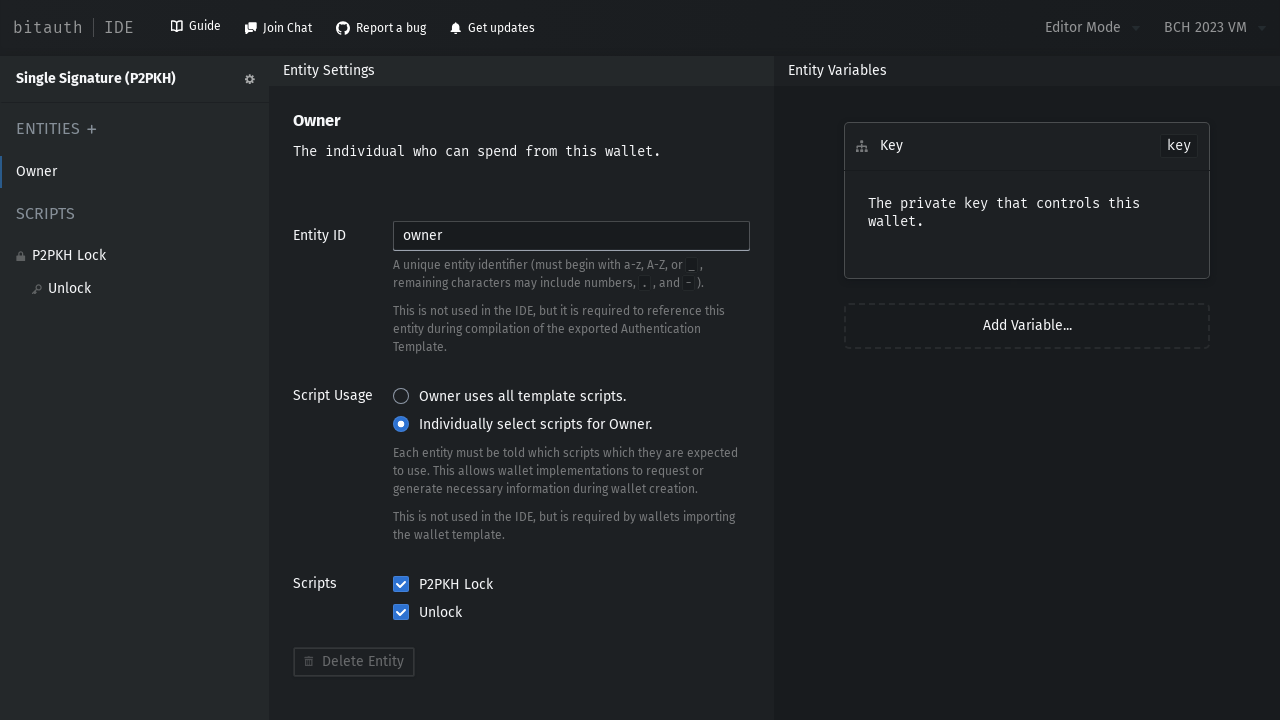 bitauth IDE
Guide
Join Chat
Report a bug
Get updates
Editor Mode
BCH 2023 VM
Single Signature (P2PKH)
ENTITIES +
Owner
SCRIPTS
P2PKH Lock
Unlock
Entity Settings
Owner
The individual who can spend from this wallet.
Entity ID
owner
A unique entity identifier (must begin with a-z, A-Z, or _ ,
remaining characters may include numbers, . , and - ).
This is not used in the IDE, but it is required to reference this
entity during compilation of the exported Authentication
Template.
Script Usage
Owner uses all template scripts.
Individually select scripts for Owner.
Each entity must be told which scripts which they are expected
to use. This allows wallet implementations to request or
generate necessary information during wallet creation.
This is not used in the IDE, but is required by wallets importing
the wallet template.
Scripts
P2PKH Lock
Unlock
Delete Entity
Entity Variables
Key
key
The private key that controls this
wallet.
Add Variable...